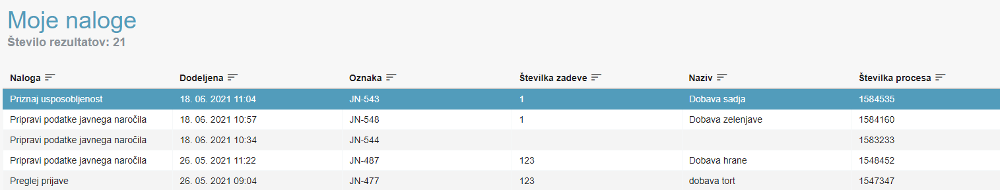 Moje naloge
Število rezultatov: 21
Naloga Dodeljena Oznaka Številka zadeve Naziv Številka procesa
Priznaj usposobljenost 18. 06. 2021 11:04 JN-543 1 Dobava sadja 1584535
Pripravi podatke javnega naročila 18. 06. 2021 10:57 JN-548 1 Dobava zelenjave 1584160
Pripravi podatke javnega naročila 18. 06. 2021 10:34 JN-544 1583233
Pripravi podatke javnega naročila 26. 05. 2021 11:22 JN-487 123 Dobava hrane 1548452
Preglej prijave 26. 05. 2021 09:04 JN-477 123 dobava tort 1547347